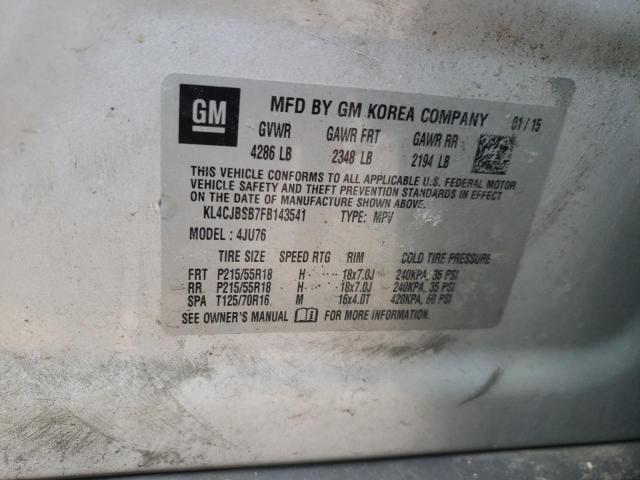 GM MFD BY GM KOREA COMPANY 01/15
GVWR GAWR FRT GAWR RR
4286 LB 2348 LB 2194 LB
THIS VEHICLE CONFORMS TO ALL APPLICABLE U.S. FEDERAL MOTOR
VEHICLE SAFETY AND THEFT PREVENTION STANDARDS IN EFFECT
ON THE DATE OF MANUFACTURE SHOWN ABOVE.
KL4CJBSB7FB143541 TYPE: MPV
MODEL: 4JU76
TIRE SIZE SPEED RTG RIM COLD TIRE PRESSURE
FRT P215/55R18 H 18x7.0J 240KPA, 35 PSI
RR P215/55R18 H 18x7.0J 240KPA, 35 PSI
SPA T125/70R16 M 16x4.0T 420KPA, 60 PSI
SEE OWNER'S MANUAL FOR MORE INFORMATION.